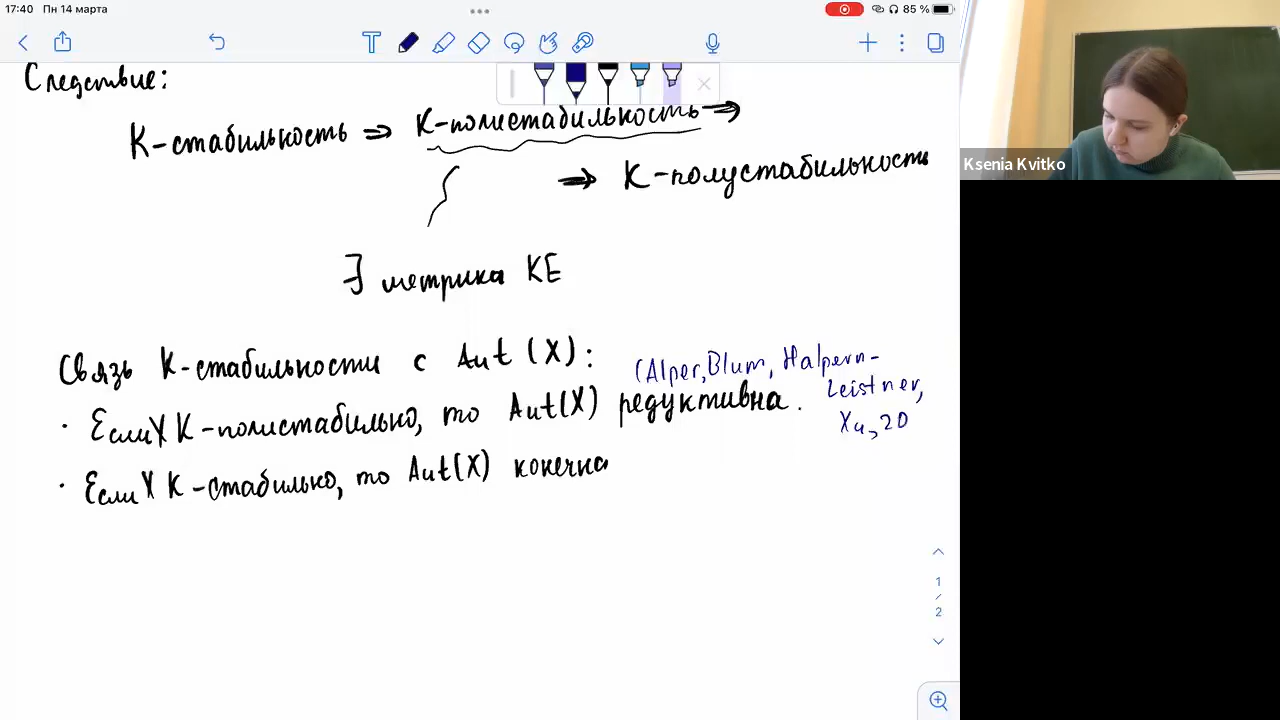 17:40 Пн 14 марта
85 %
Следствие:
К-стабильность ⇒ К-полистабильность ⇒
⇒ К-полустабильность
∃ метрика KE
Ksenia Kvitko
Связь К-стабильности с Aut (X):
(Alper, Blum, Halpern-
Leistner,
Xu, 20
· Если X К-полистабильно, то Aut(X) редуктивна.
· Если X К-стабильно, то Aut(X) конечна
1
/
2